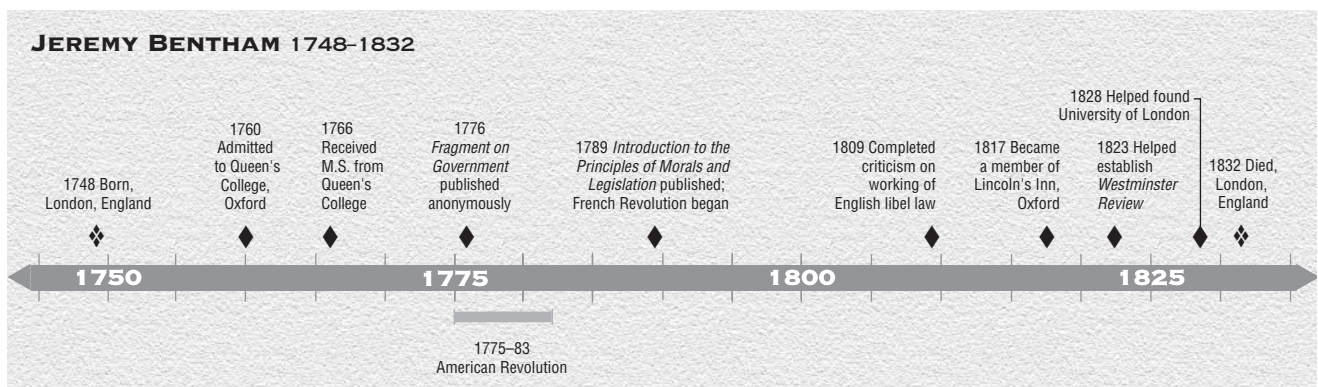 JEREMY BENTHAM 1748–1832
1748 Born,
London, England
1760
Admitted
to Queen's
College,
Oxford
1766
Received
M.S. from
Queen's
College
1776
Fragment on
Government
published
anonymously
1789 Introduction to the
Principles of Morals and
Legislation published;
French Revolution began
1809 Completed
criticism on
working of
English libel law
1817 Became
a member of
Lincoln's Inn,
Oxford
1823 Helped
establish
Westminster
Review
1828 Helped found
University of London
1832 Died,
London,
England
1750
1775
1800
1825
1775–83
American Revolution